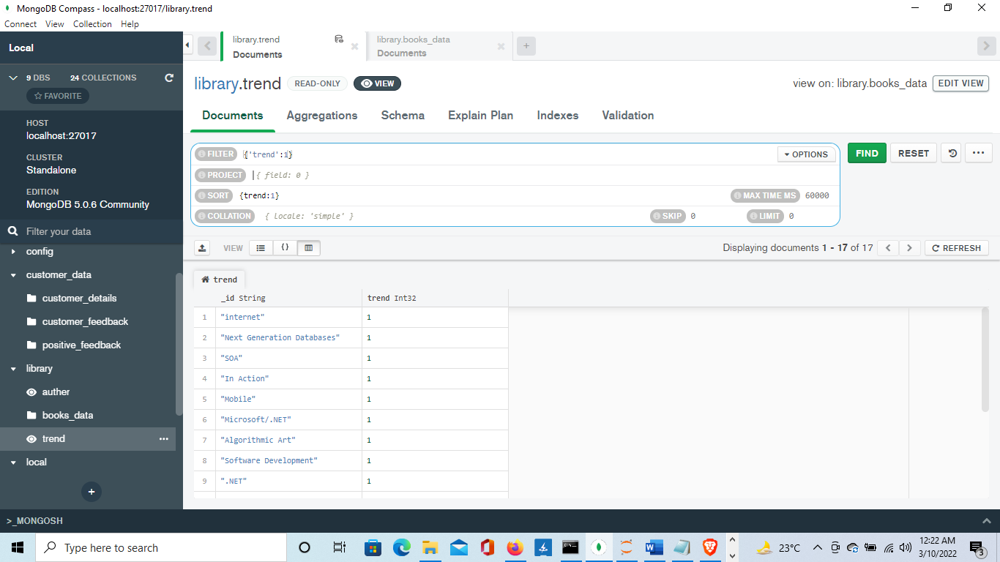 MongoDB Compass - localhost:27017/library.trend
Connect View Collection Help
Local
library.trend
Documents
library.books_data
Documents
9 DBS 24 COLLECTIONS
FAVORITE
library.trend READ-ONLY VIEW
view on: library.books_data EDIT VIEW
Documents Aggregations Schema Explain Plan Indexes Validation
HOST
localhost:27017
CLUSTER
Standalone
EDITION
MongoDB 5.0.6 Community
Filter your data
config
customer_data
customer_details
customer_feedback
positive_feedback
library
auther
books_data
trend
local
FILTER {'trend':1} OPTIONS
FIND RESET
PROJECT { field: 0 }
SORT {trend:1} MAX TIME MS 60000
COLLATION { locale: 'simple' } SKIP 0 LIMIT 0
VIEW {} Displaying documents 1 - 17 of 17 REFRESH
trend
_id String trend Int32
1 "internet" 1
2 "Next Generation Databases" 1
3 "SOA" 1
4 "In Action" 1
5 "Mobile" 1
6 "Microsoft/.NET" 1
7 "Algorithmic Art" 1
8 "Software Development" 1
9 ".NET" 1
>_MONGOSH
Type here to search
23°C
12:22 AM
3/10/2022
3